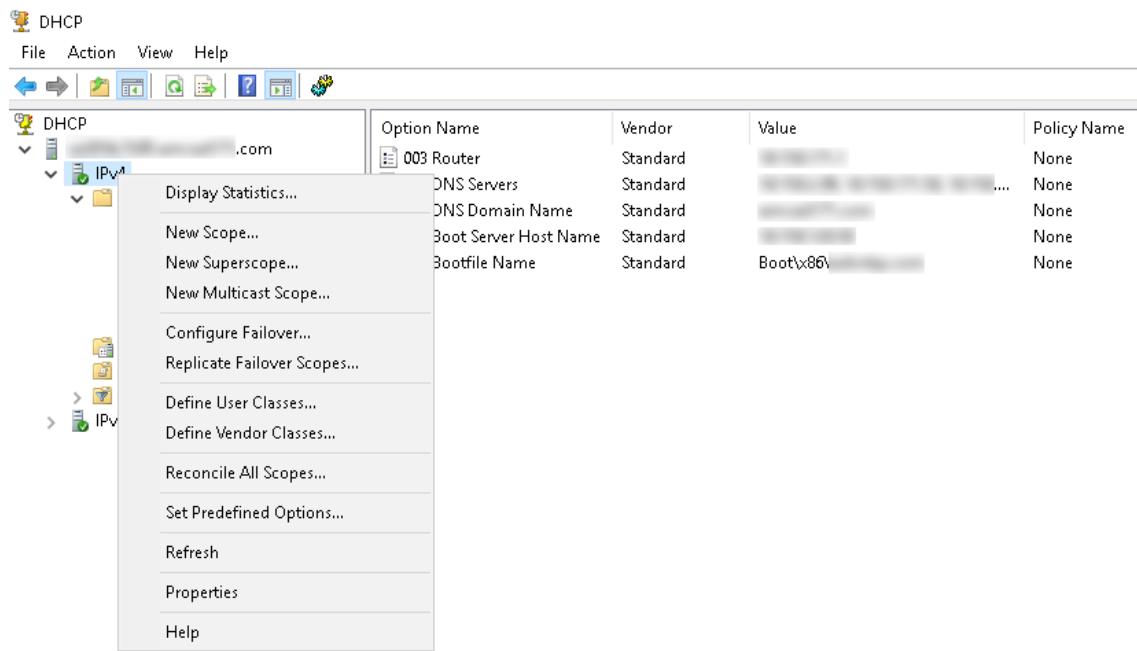 DHCP
File Action View Help
DHCP
.com
IPv4
IPv
Display Statistics...
New Scope...
New Superscope...
New Multicast Scope...
Configure Failover...
Replicate Failover Scopes...
Define User Classes...
Define Vendor Classes...
Reconcile All Scopes...
Set Predefined Options...
Refresh
Properties
Help
Option Name Vendor Value Policy Name
003 Router Standard None
DNS Servers Standard .... None
DNS Domain Name Standard None
Boot Server Host Name Standard None
Bootfile Name Standard Boot\x86\ None